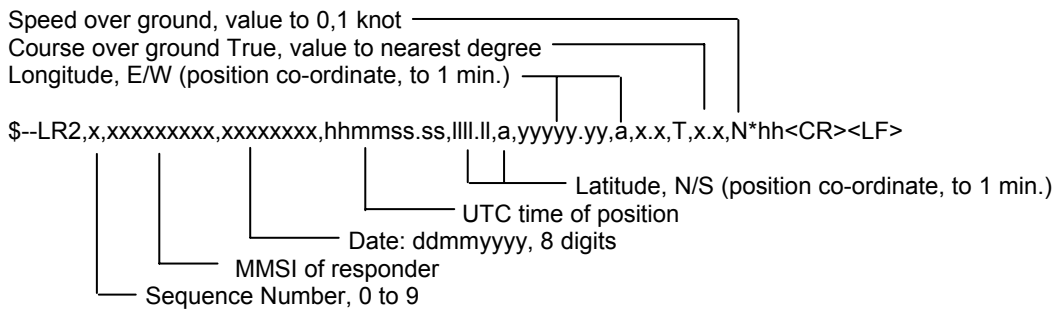 Speed over ground, value to 0,1 knot
Course over ground True, value to nearest degree
Longitude, E/W (position co-ordinate, to 1 min.)
$--LR2,x,xxxxxxxxx,xxxxxxxx,hhmmss.ss,llll.ll,a,yyyyy.yy,a,x.x,T,x.x,N*hh<CR><LF>
Latitude, N/S (position co-ordinate, to 1 min.)
UTC time of position
Date: ddmmyyyy, 8 digits
MMSI of responder
Sequence Number, 0 to 9